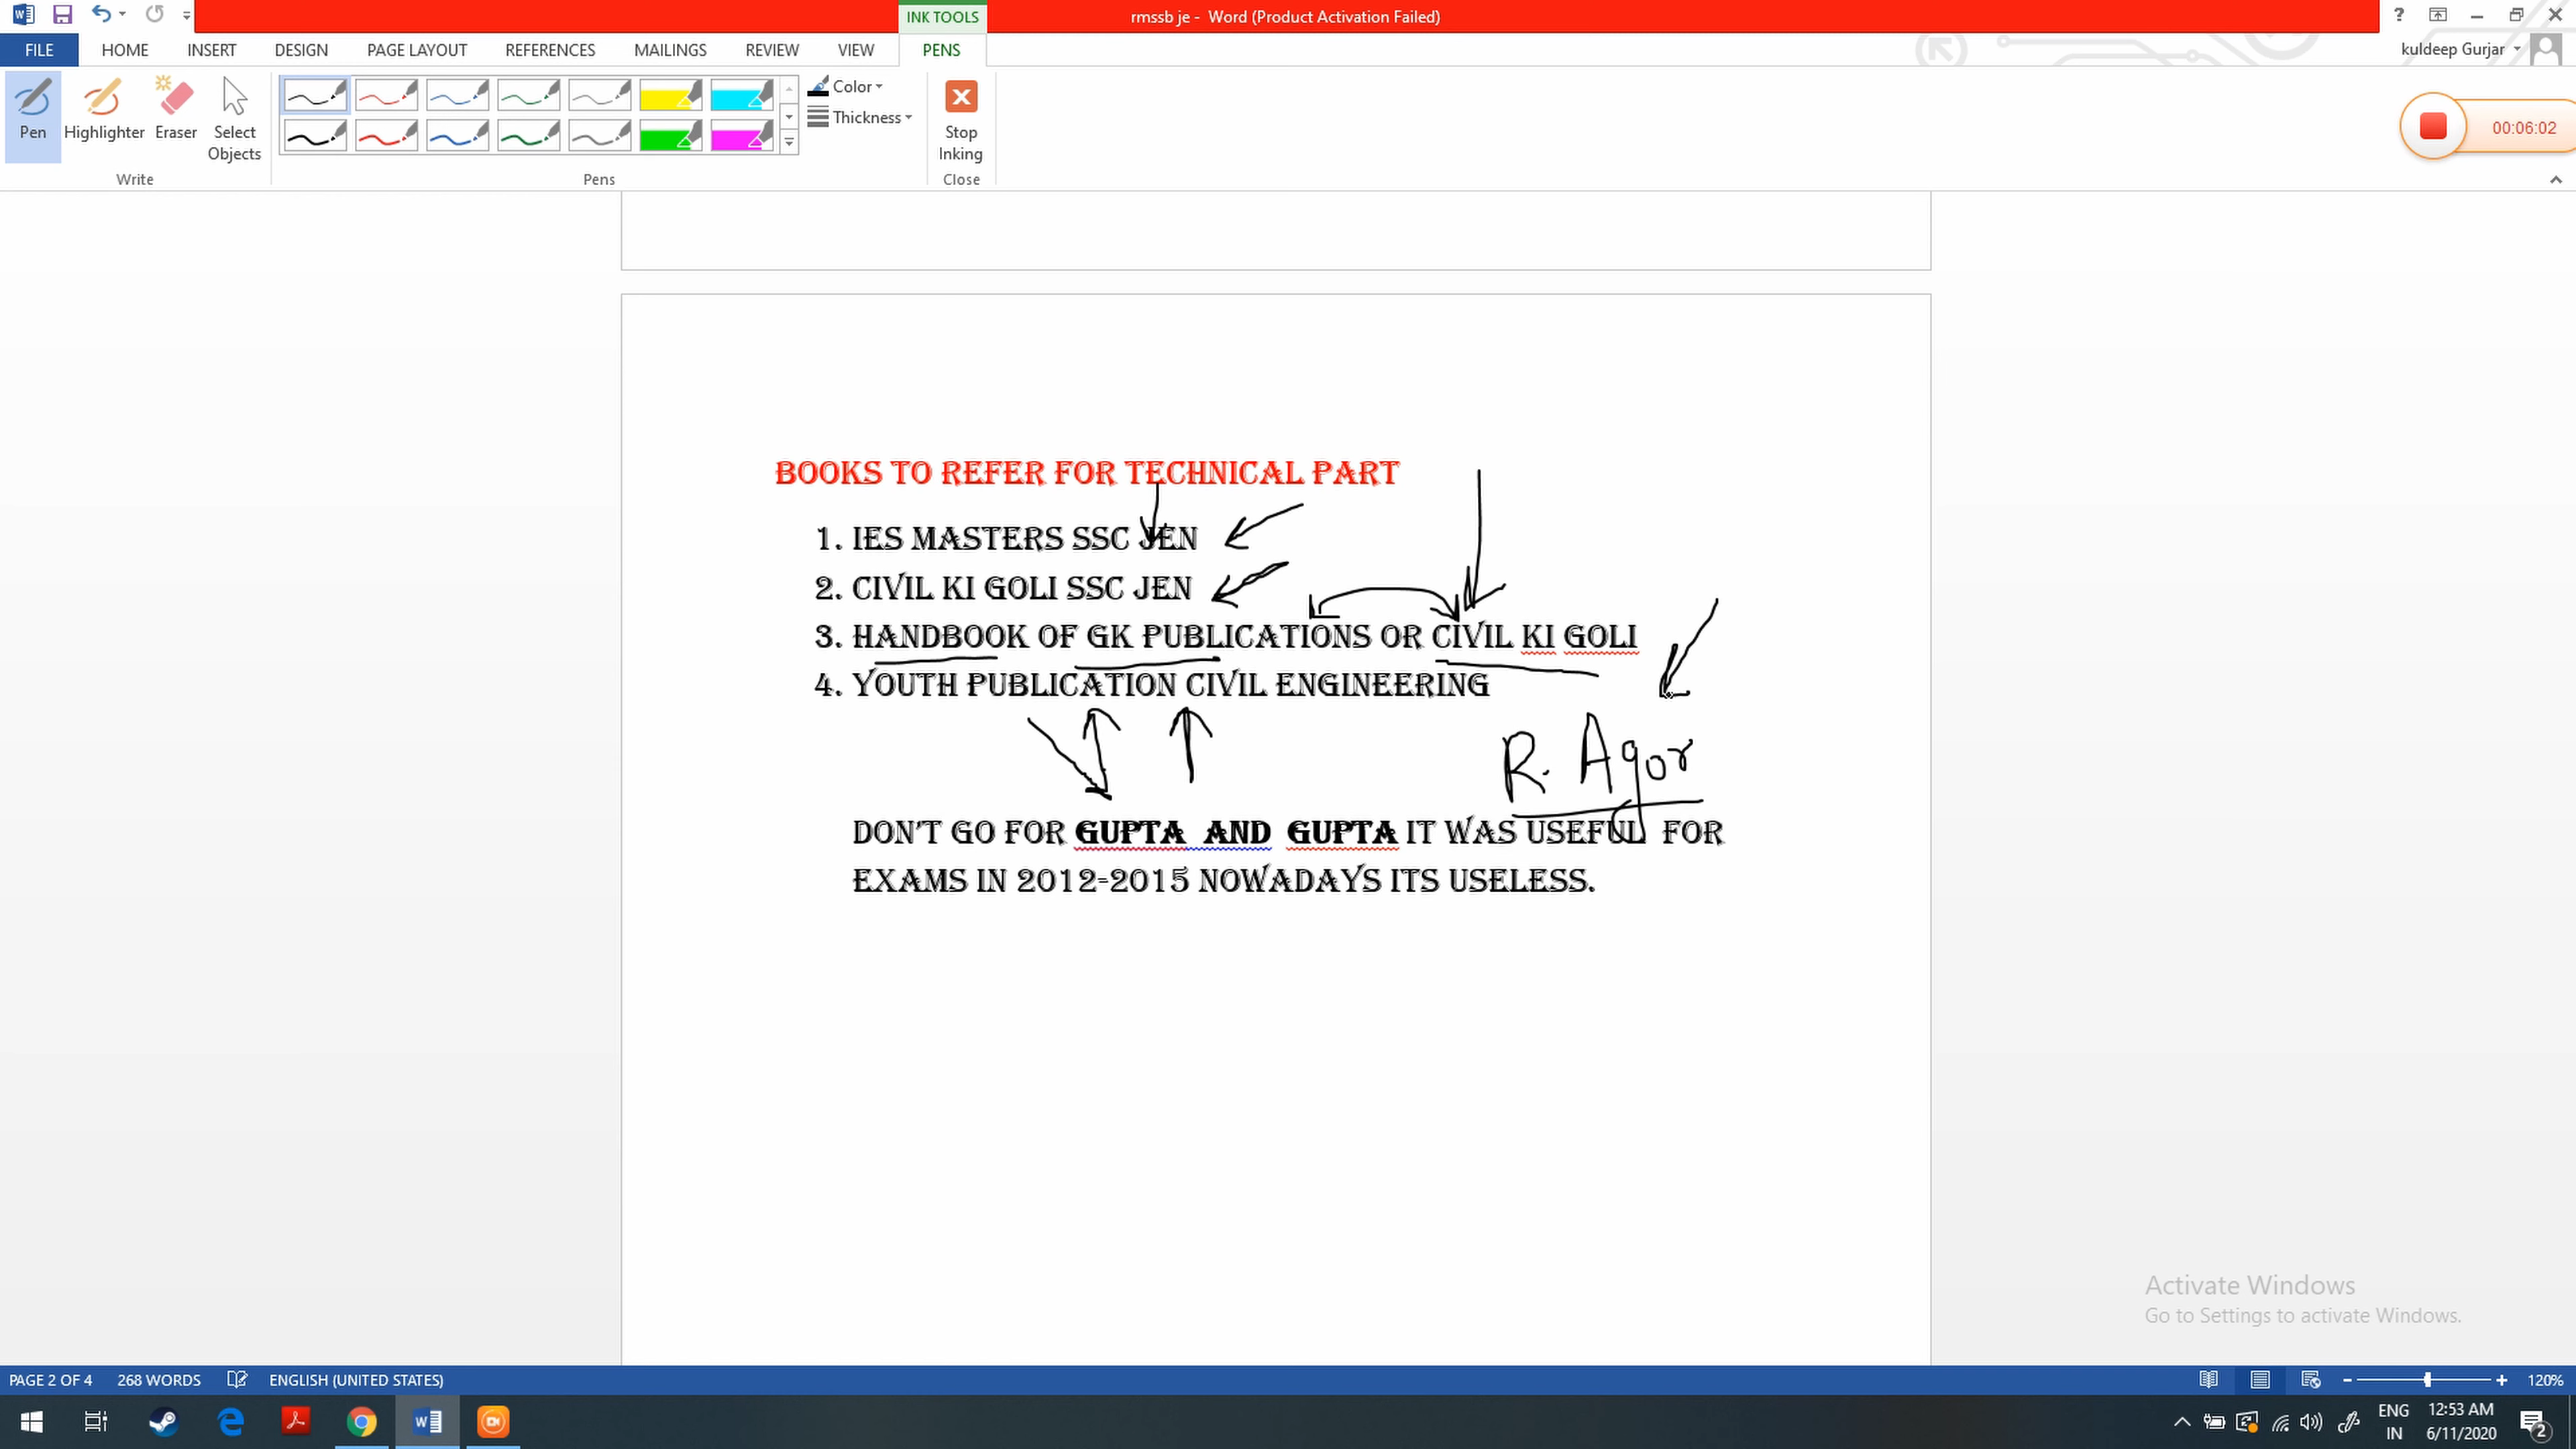 INK TOOLS
rmssb je - Word (Product Activation Failed)
?
FILE HOME INSERT DESIGN PAGE LAYOUT REFERENCES MAILINGS REVIEW VIEW PENS
kuldeep Gurjar
Pen Highlighter Eraser Select Objects
Color
Thickness
Stop Inking
Write Pens Close
00:06:02
BOOKS TO REFER FOR TECHNICAL PART
1. IES MASTERS SSC JEN
2. CIVIL KI GOLI SSC JEN
3. HANDBOOK OF GK PUBLICATIONS OR CIVIL KI GOLI
4. YOUTH PUBLICATION CIVIL ENGINEERING
R. Agor
DON'T GO FOR GUPTA AND GUPTA IT WAS USEFUL FOR
EXAMS IN 2012-2015 NOWADAYS ITS USELESS.
Activate Windows
Go to Settings to activate Windows.
PAGE 2 OF 4 268 WORDS ENGLISH (UNITED STATES) 120%
ENG 12:53 AM
IN 6/11/2020 2